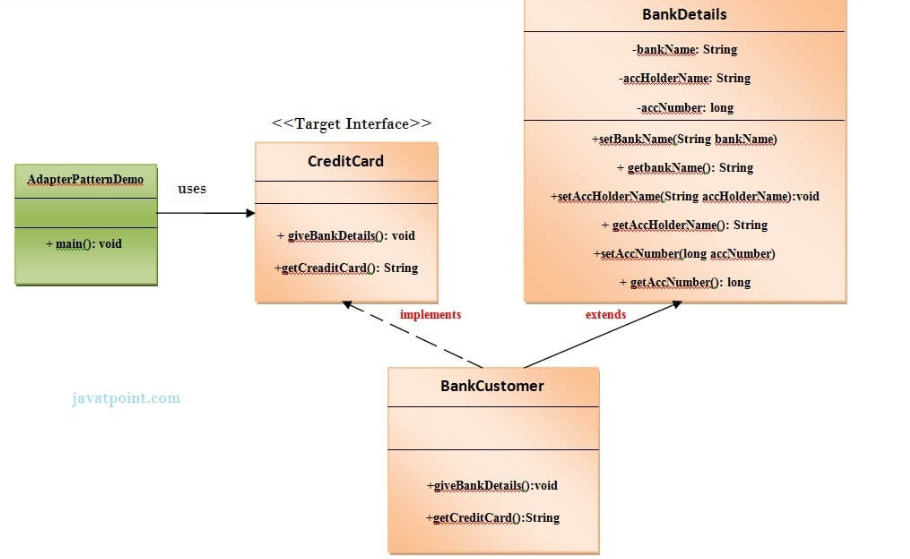 BankDetails
-bankName: String
-accHolderName: String
-accNumber: long
+setBankName(String bankName)
+ getbankName(): String
+setAccHolderName(String accHolderName):void
+ getAccHolderName(): String
+setAccNumber(long accNumber)
+ getAccNumber(): long
<<Target Interface>>
CreditCard
+ giveBankDetails(): void
+getCreaditCard(): String
AdapterPatternDemo
+ main(): void
uses
implements
extends
BankCustomer
+giveBankDetails():void
+getCreditCard():String
javatpoint.com